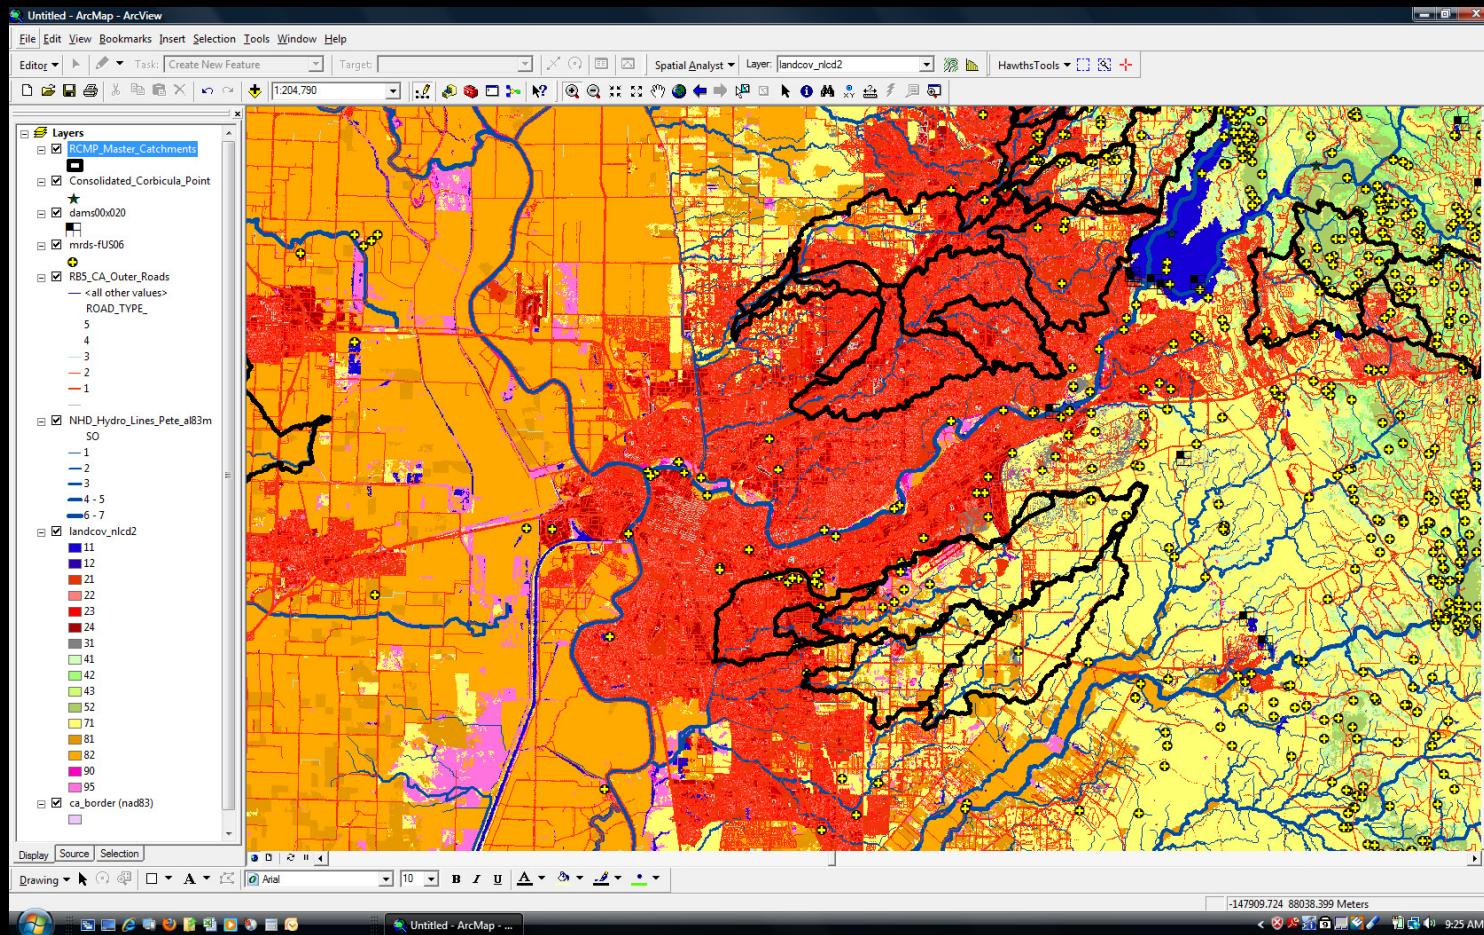 Untitled - ArcMap - ArcView
File Edit View Bookmarks Insert Selection Tools Window Help
Editor Task: Create New Feature Target: Spatial Analyst Layer: landcov_nlcd2 HawthsTools
1:204,790
Layers
RCMP_Master_Catchments
Consolidated_Corbicula_Point
dams00x020
mrds-fUS06
RB5_CA_Outer_Roads
<all other values>
ROAD_TYPE_
5
4
3
2
1
NHD_Hydro_Lines_Pete_al83m
SO
1
2
3
4 - 5
6 - 7
landcov_nlcd2
11
12
21
22
23
24
31
41
42
43
52
71
81
82
90
95
ca_border (nad83)
Display Source Selection
Drawing A Arial 10 B I U A
-147909.724 88038.399 Meters
Untitled - ArcMap - ... 9:25 AM